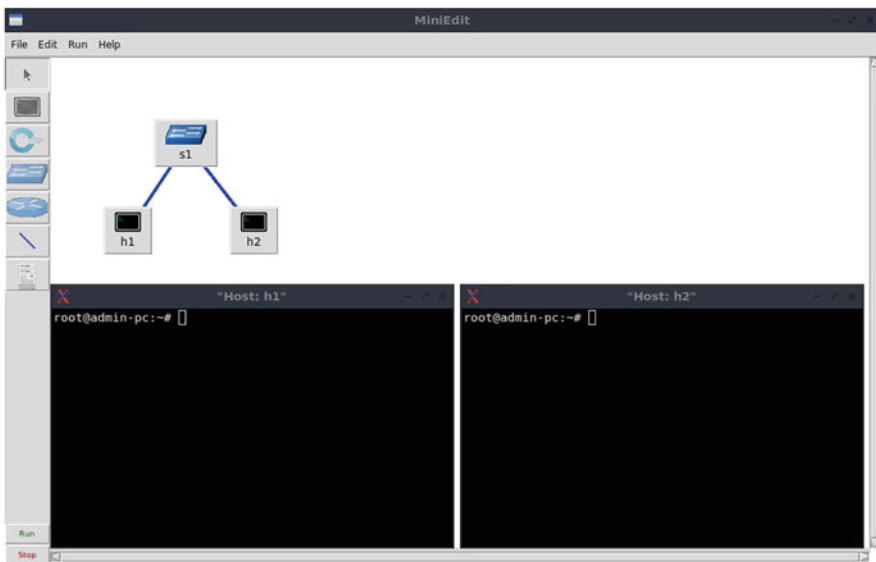 MiniEdit
File Edit Run Help
s1
h1
h2
"Host: h1"
root@admin-pc:~#
"Host: h2"
root@admin-pc:~#
Run
Stop